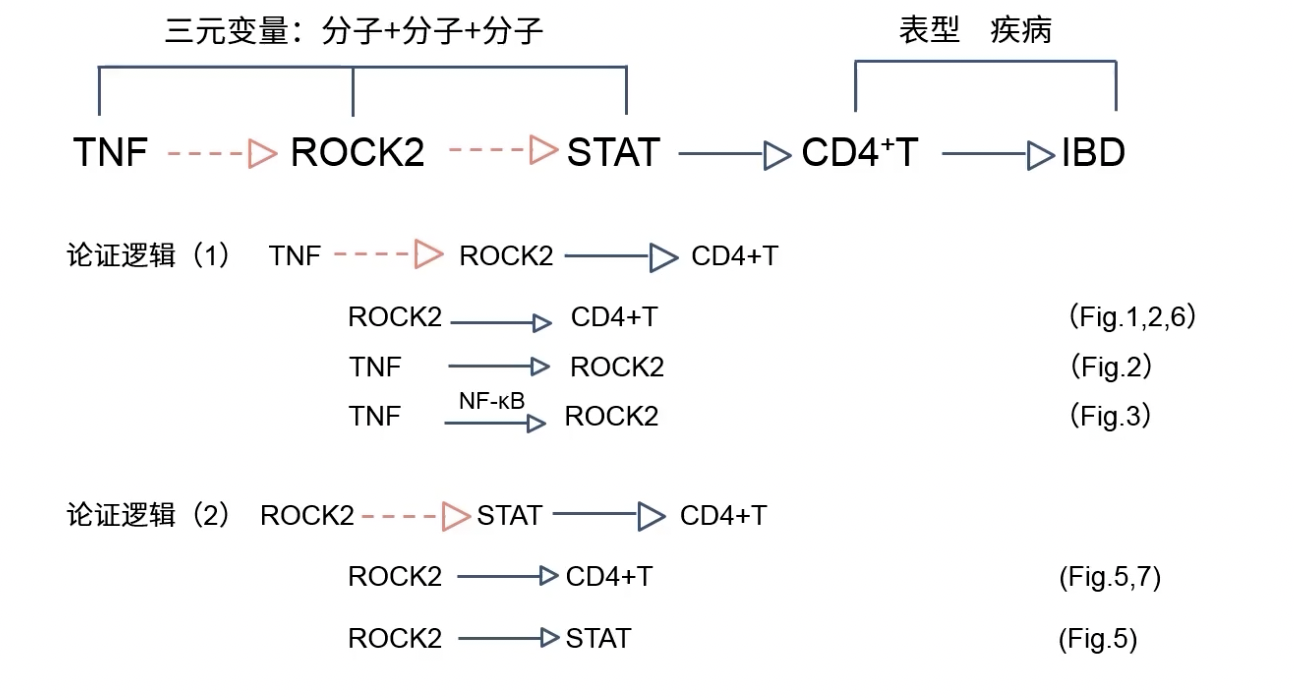 三元变量：分子+分子+分子 表型 疾病
TNF ROCK2 STAT CD4⁺T IBD
论证逻辑（1） TNF ROCK2 CD4+T
ROCK2 CD4+T （Fig.1,2,6）
TNF ROCK2 （Fig.2）
NF-κB
TNF ROCK2 （Fig.3）
论证逻辑（2） ROCK2 STAT CD4+T
ROCK2 CD4+T (Fig.5,7)
ROCK2 STAT (Fig.5)